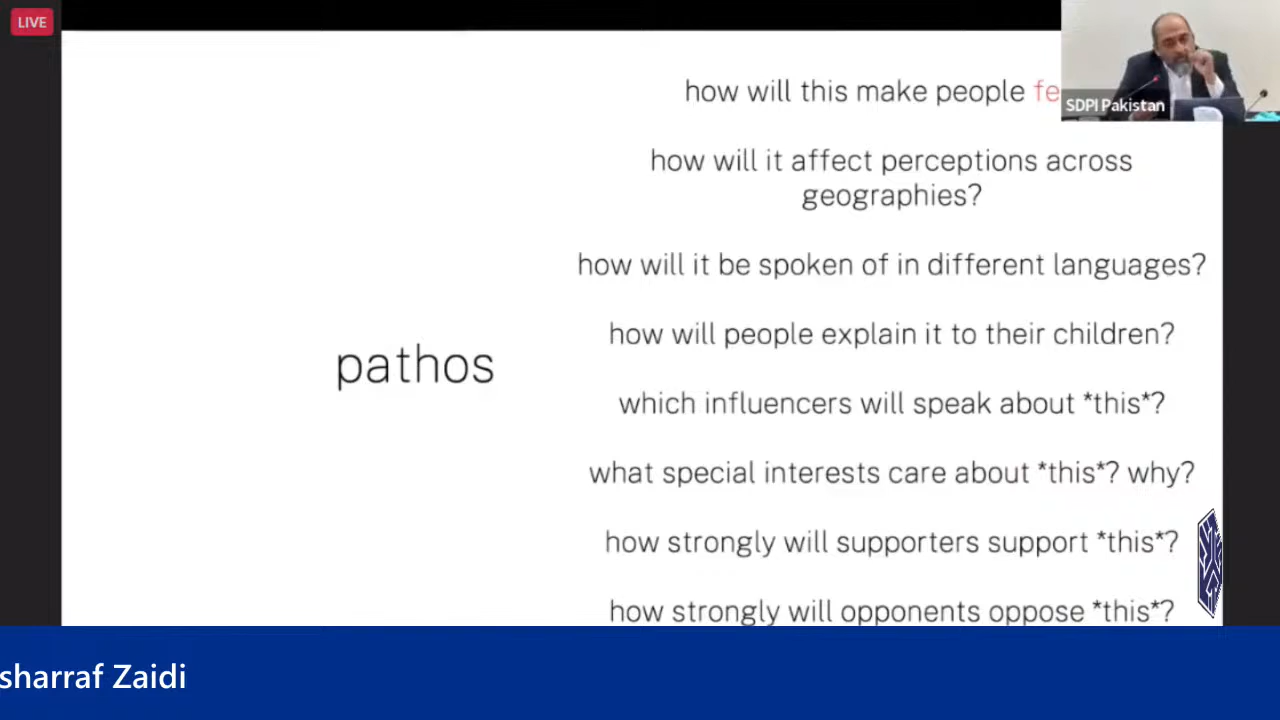 LIVE
how will this make people fe
SDPI Pakistan
how will it affect perceptions across
geographies?
how will it be spoken of in different languages?
how will people explain it to their children?
pathos
which influencers will speak about *this*?
what special interests care about *this*? why?
how strongly will supporters support *this*?
how strongly will opponents oppose *this*?
sharraf Zaidi